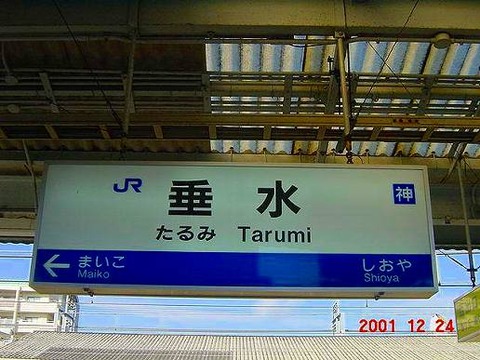 JR 垂水 神
たるみ Tarumi
← まいこ しおや
Maiko Shioya
2001 12 24